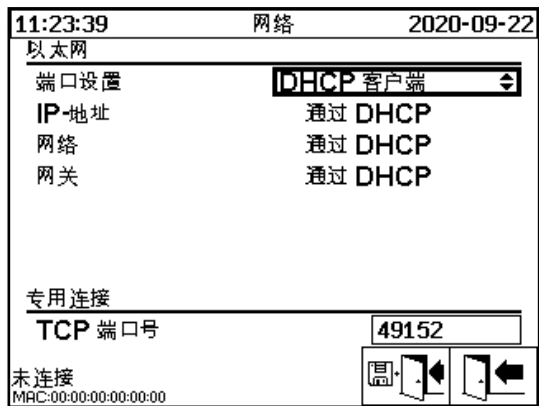 11:23:39 网络 2020-09-22
以太网
端口设置 DHCP 客户端
IP-地址 通过 DHCP
网络 通过 DHCP
网关 通过 DHCP
专用连接
TCP 端口号 49152
未连接
MAC:00:00:00:00:00:00